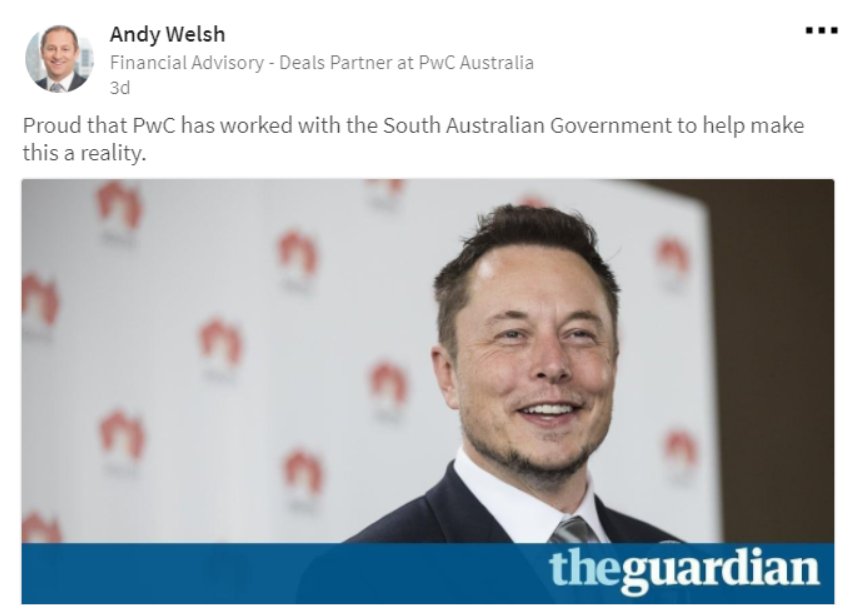 Andy Welsh
Financial Advisory - Deals Partner at PwC Australia
3d
Proud that PwC has worked with the South Australian Government to help make
this a reality.
theguardian